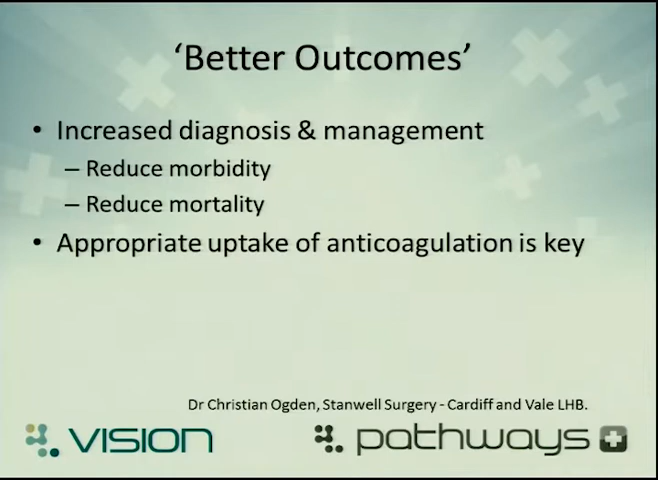 ‘Better Outcomes’
• Increased diagnosis & management
– Reduce morbidity
– Reduce mortality
• Appropriate uptake of anticoagulation is key
Dr Christian Ogden, Stanwell Surgery - Cardiff and Vale LHB.
VISION
pathways